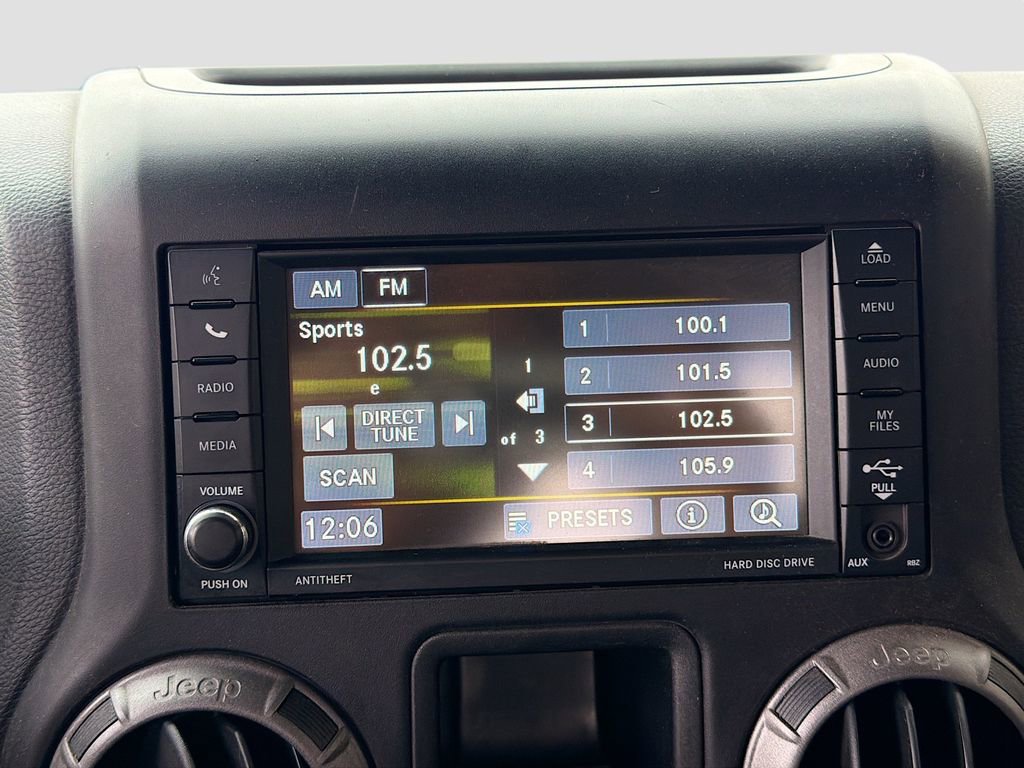 LOAD
MENU
AUDIO
MY
FILES
PULL
AUX
RBZ
RADIO
MEDIA
VOLUME
PUSH ON
ANTITHEFT
HARD DISC DRIVE
AM FM
Sports
102.5
e
DIRECT
TUNE
SCAN
12:06
1
of 3
1 100.1
2 101.5
3 102.5
4 105.9
PRESETS
i
Jeep
Jeep